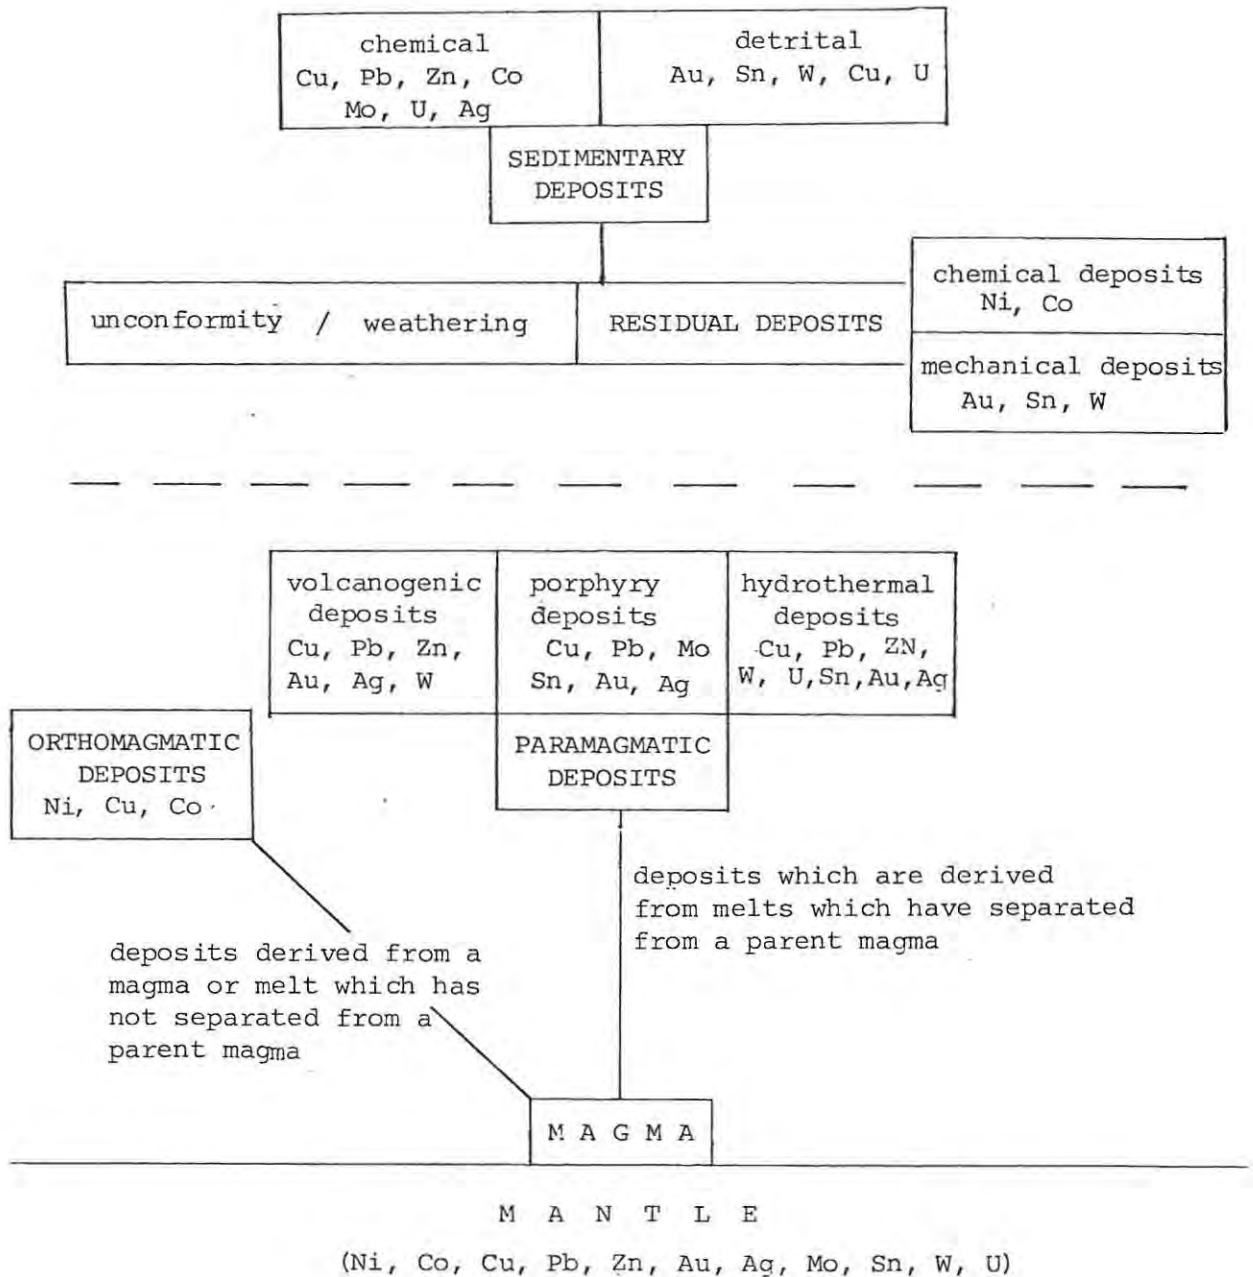 chemical
Cu, Pb, Zn, Co
Mo, U, Ag
detrital
Au, Sn, W, Cu, U
SEDIMENTARY
DEPOSITS
unconformity / weathering
RESIDUAL DEPOSITS
chemical deposits
Ni, Co
mechanical deposits
Au, Sn, W
volcanogenic
deposits
Cu, Pb, Zn,
Au, Ag, W
porphyry
deposits
Cu, Pb, Mo
Sn, Au, Ag
hydrothermal
deposits
Cu, Pb, ZN,
W, U, Sn, Au, Ag
ORTHOMAGMATIC
DEPOSITS
Ni, Cu, Co
PARAMAGMATIC
DEPOSITS
deposits which are derived
from melts which have separated
from a parent magma
deposits derived from a
magma or melt which has
not separated from a
parent magma
M A G M A
M A N T L E
(Ni, Co, Cu, Pb, Zn, Au, Ag, Mo, Sn, W, U)